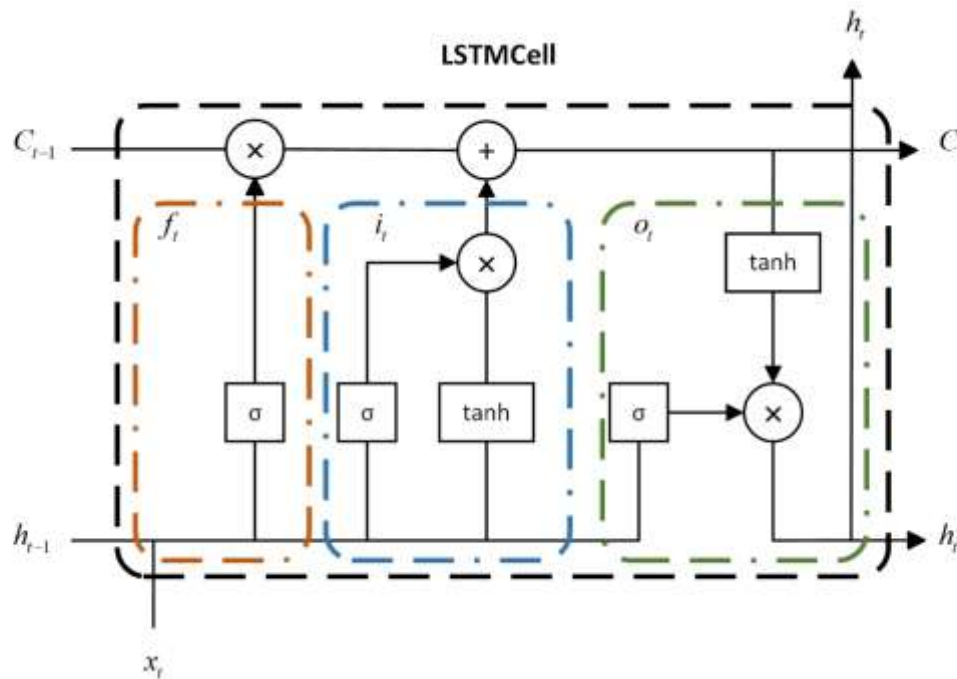 h_t
LSTMCell
C_{t-1} × + C
f_t i_t o_t
× tanh
σ σ tanh σ ×
h_{t-1} h_t
x_t